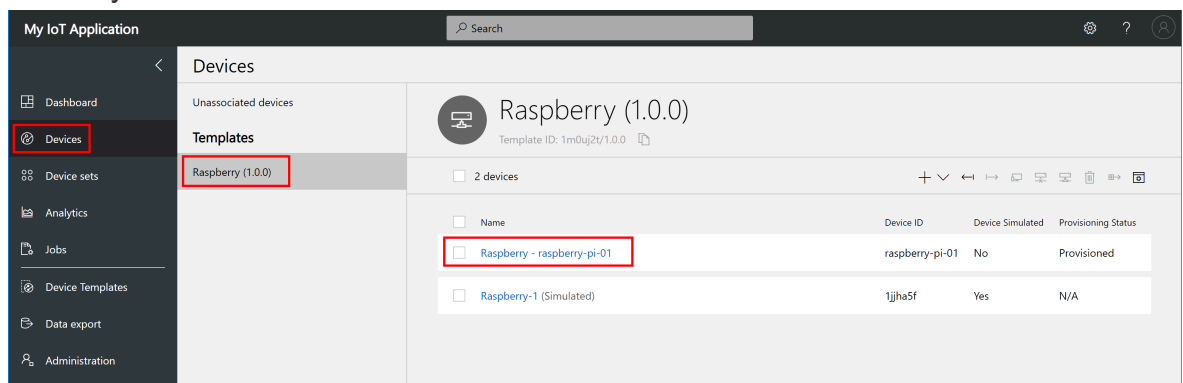 My IoT Application
Search
?
Devices
Dashboard
Devices
Device sets
Analytics
Jobs
Device Templates
Data export
Administration
Unassociated devices
Templates
Raspberry (1.0.0)
Raspberry (1.0.0)
Template ID: 1m0uj2t/1.0.0
2 devices
Name Device ID Device Simulated Provisioning Status
Raspberry - raspberry-pi-01 raspberry-pi-01 No Provisioned
Raspberry-1 (Simulated) 1jjha5f Yes N/A